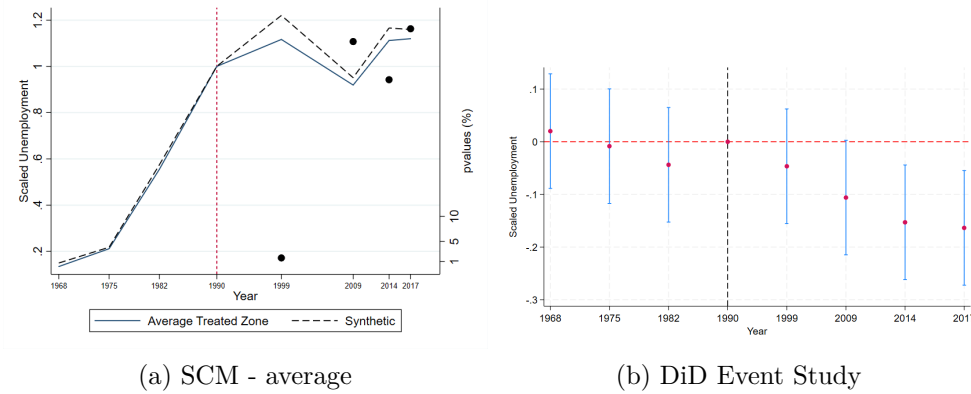 1.2
1
.8
.6
.4
.2
Scaled Unemployment
10
5
1
pvalues (%)
1968 1975 1982 1990 1999 2009 2014 2017
Year
Average Treated Zone Synthetic
(a) SCM - average
.1
0
-.1
-.2
-.3
Scaled Unemployment
1968 1975 1982 1990 1999 2009 2014 2017
Year
(b) DiD Event Study